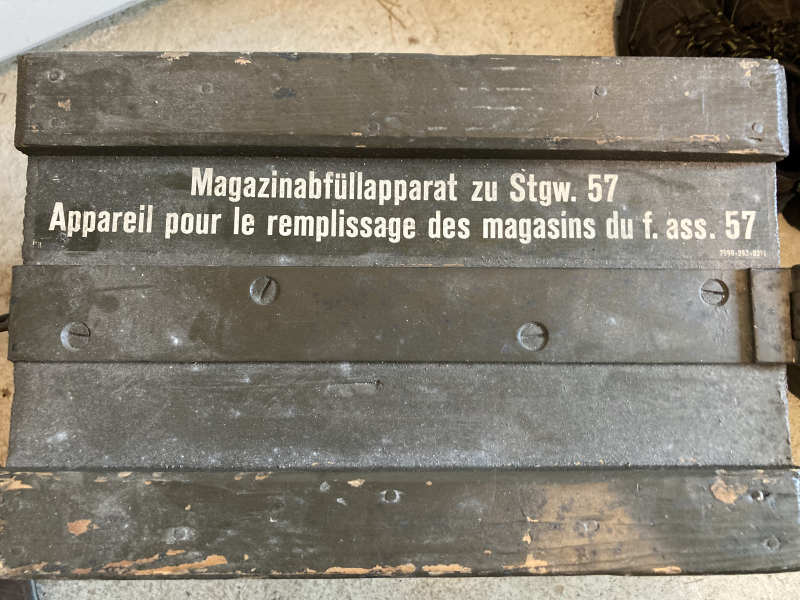 Magazinabfüllapparat zu Stgw. 57
Appareil pour le remplissage des magasins du f. ass. 57